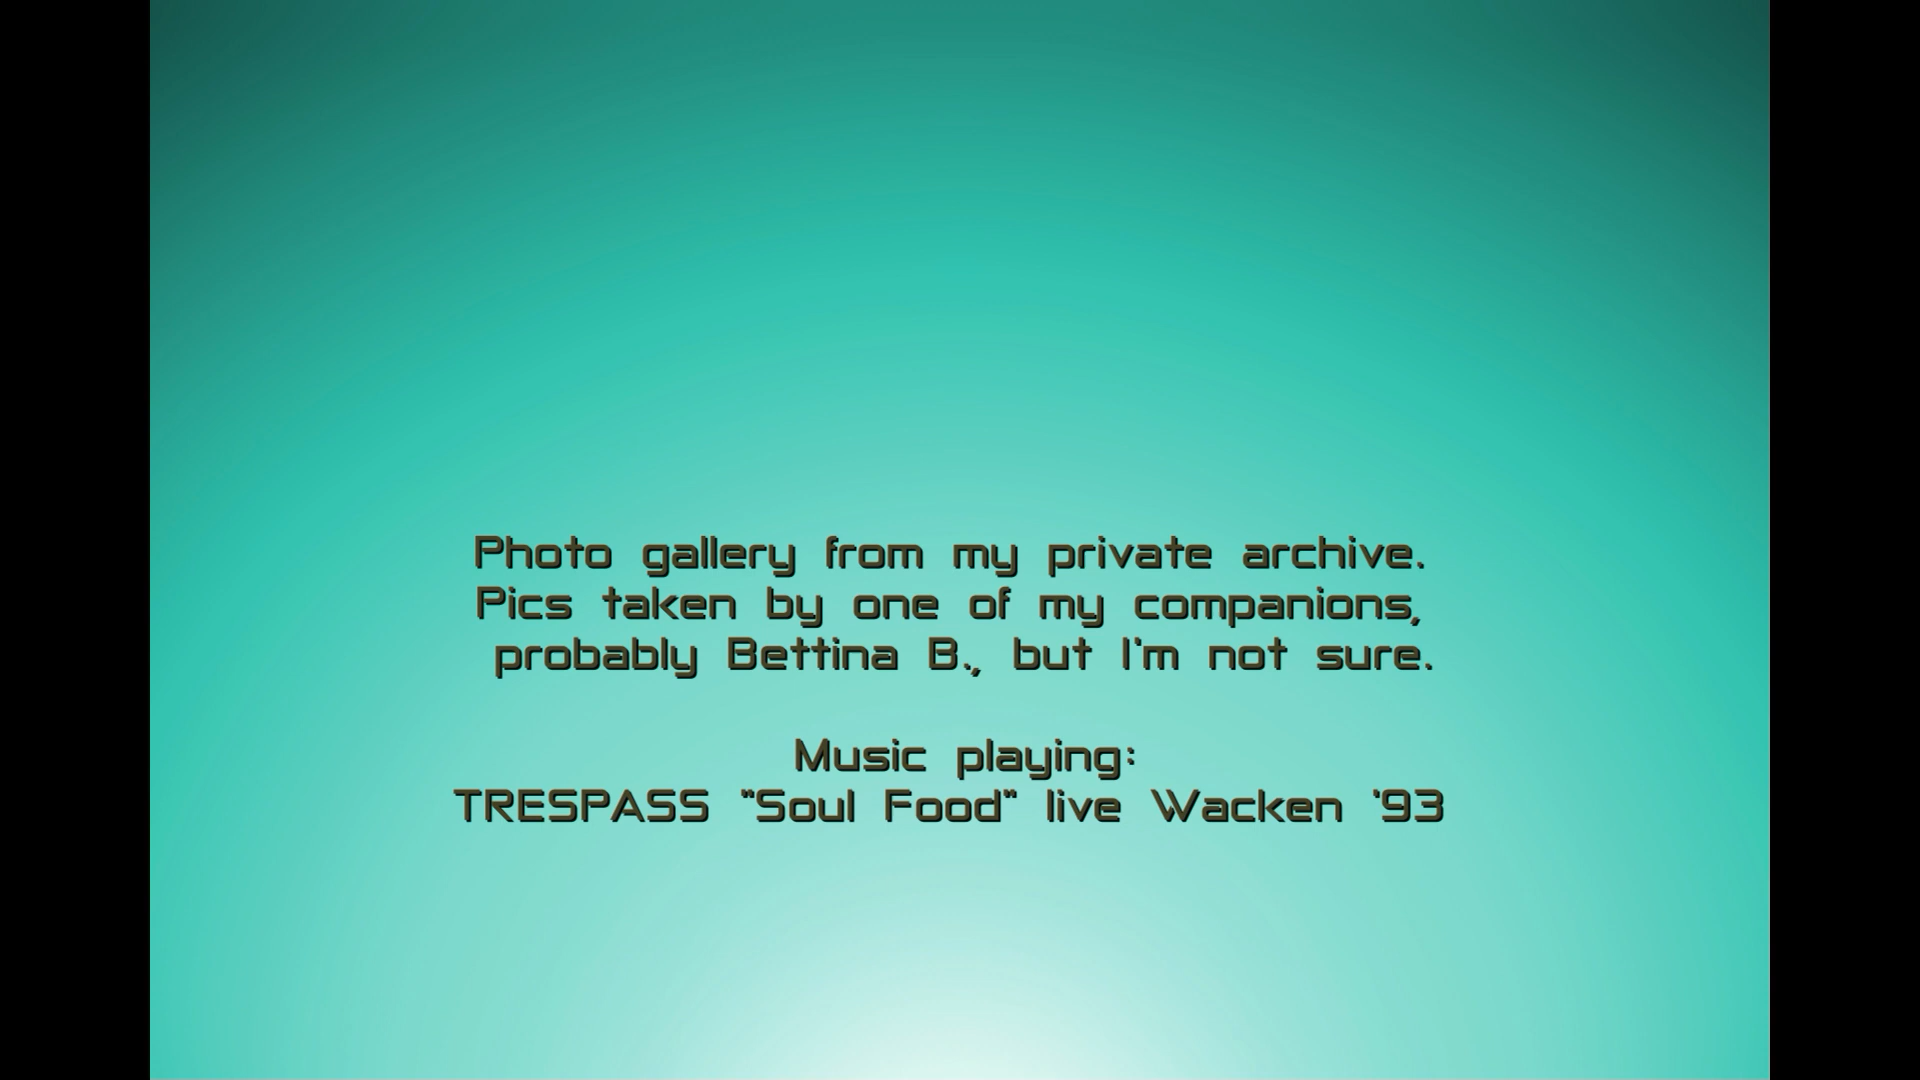 Photo gallery from my private archive.
Pics taken by one of my companions,
probably Bettina B., but I'm not sure.
Music playing:
TRESPASS "Soul Food" live Wacken '93